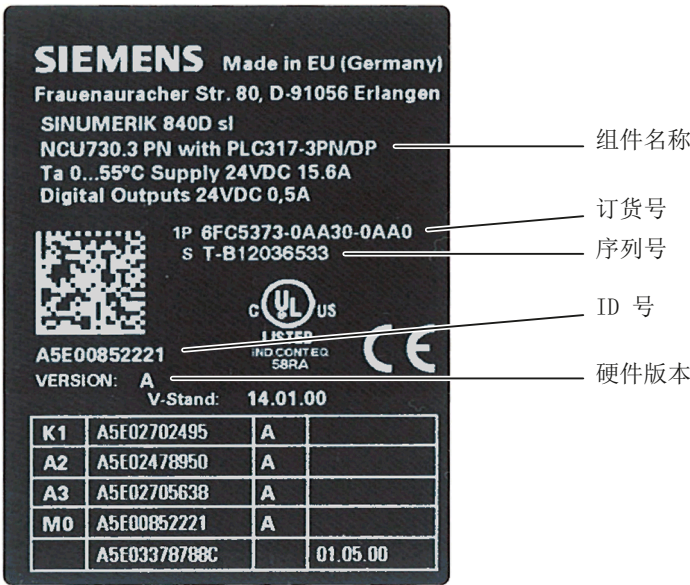 SIEMENS Made in EU (Germany)
Frauenauracher Str. 80, D-91056 Erlangen
SINUMERIK 840D sl
NCU730.3 PN with PLC317-3PN/DP
组件名称
Ta 0...55°C Supply 24VDC 15.6A
Digital Outputs 24VDC 0,5A
1P 6FC5373-0AA30-0AA0
订货号
S T-B12036533
序列号
C UL US
LISTED
IND.CONT.EQ
58RA
CE
A5E00852221
ID 号
VERSION: A
硬件版本
V-Stand: 14.01.00
K1 A5E02702495 A
A2 A5E02478950 A
A3 A5E02705638 A
M0 A5E00852221 A
A5E03378788C 01.05.00